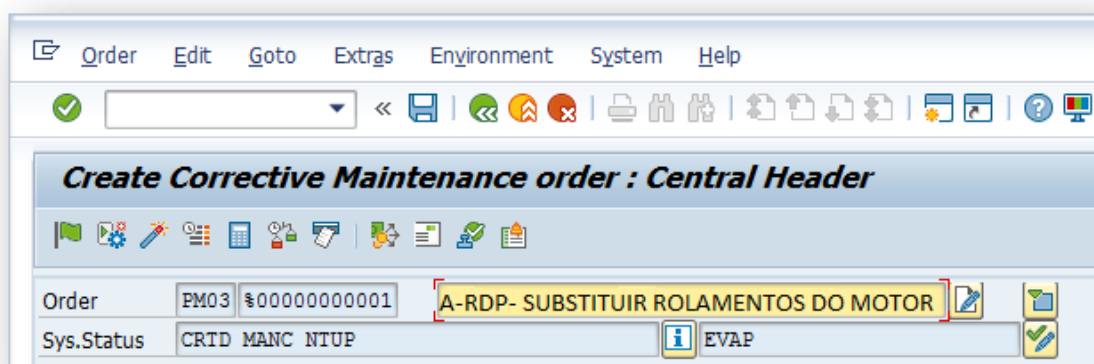 Order Edit Goto Extras Environment System Help
Create Corrective Maintenance order : Central Header
Order PM03 %00000000001 A-RDP- SUBSTITUIR ROLAMENTOS DO MOTOR
Sys.Status CRTD MANC NTUP EVAP